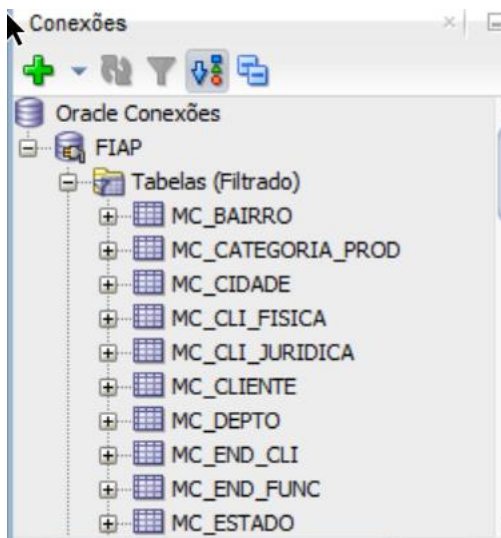 Conexões
Oracle Conexões
FIAP
Tabelas (Filtrado)
MC_BAIRRO
MC_CATEGORIA_PROD
MC_CIDADE
MC_CLI_FISICA
MC_CLI_JURIDICA
MC_CLIENTE
MC_DEPTO
MC_END_CLI
MC_END_FUNC
MC_ESTADO